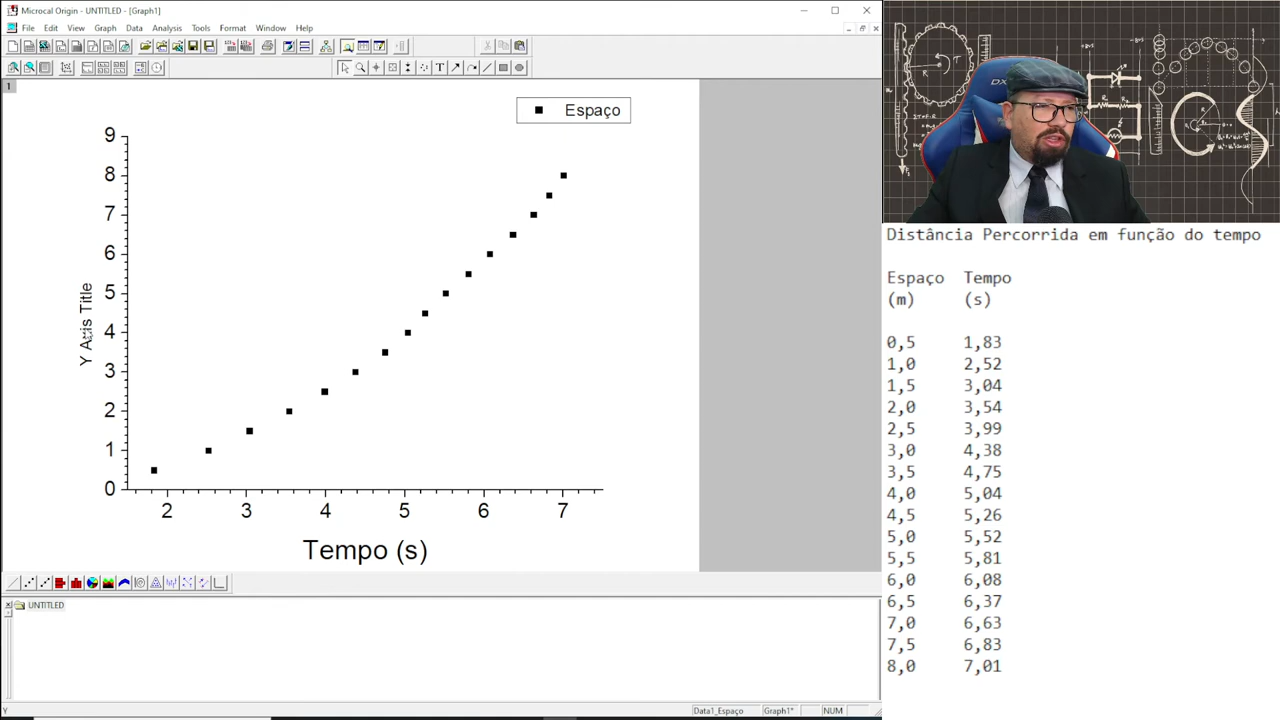 Microcal Origin - UNTITLED - [Graph1]
File Edit View Graph Data Analysis Tools Format Window Help
1
Espaço
9
8
7
6
5
4
3
2
1
0
Y Axis Title
2 3 4 5 6 7
Tempo (s)
UNTITLED
Y
Data1_Espaço Graph1* NUM
Distância Percorrida em função do tempo
Espaço Tempo
(m) (s)
0,5 1,83
1,0 2,52
1,5 3,04
2,0 3,54
2,5 3,99
3,0 4,38
3,5 4,75
4,0 5,04
4,5 5,26
5,0 5,52
5,5 5,81
6,0 6,08
6,5 6,37
7,0 6,63
7,5 6,83
8,0 7,01